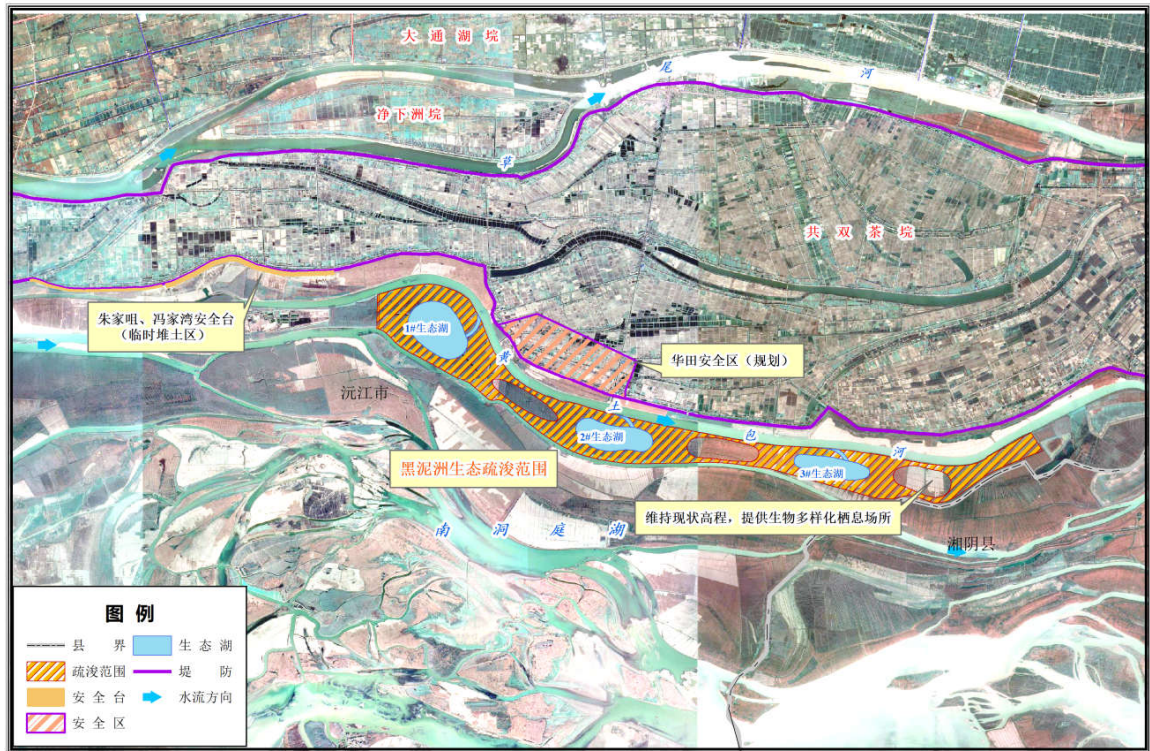 大通湖垸
尾河
净下洲垸
草
共双茶垸
朱家咀、冯家湾安全台
（临时堆土区）
1#生态湖
黄
华田安全区（规划）
沅江市
土
包
2#生态湖
河
黑泥洲生态疏浚范围
3#生态湖
维持现状高程，提供生物多样化栖息场所
南洞庭湖
湘阴县
图例
县界
生态湖
疏浚范围
堤防
安全台
水流方向
安全区